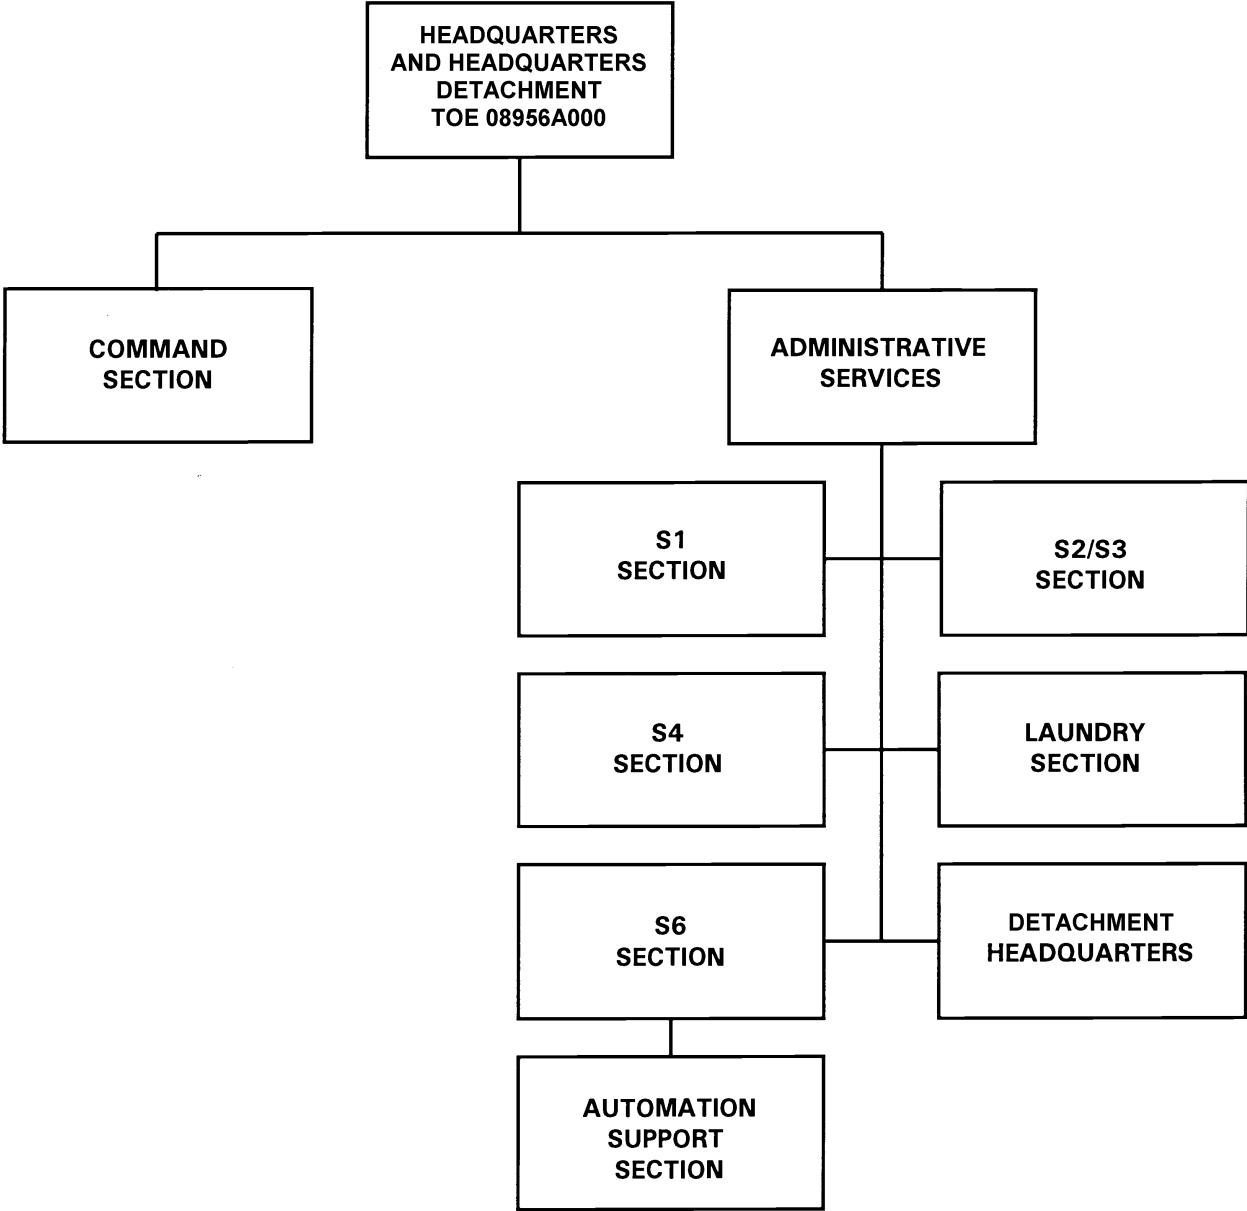 HEADQUARTERS
AND HEADQUARTERS
DETACHMENT
TOE 08956A000
COMMAND
SECTION
ADMINISTRATIVE
SERVICES
S1
SECTION
S2/S3
SECTION
S4
SECTION
LAUNDRY
SECTION
S6
SECTION
DETACHMENT
HEADQUARTERS
AUTOMATION
SUPPORT
SECTION